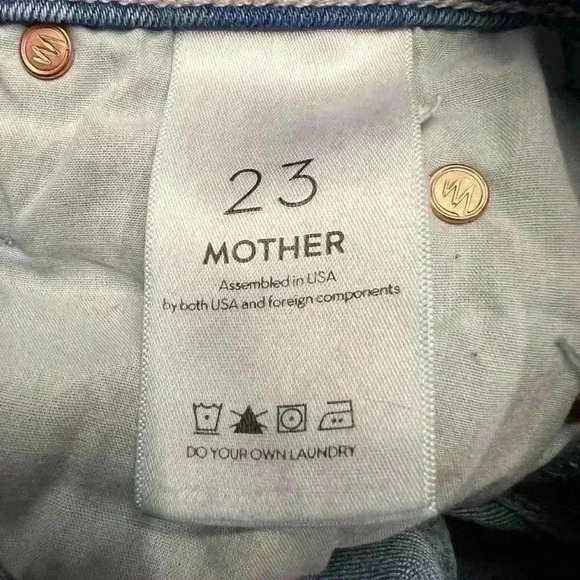 23
MOTHER
Assembled in USA
by both USA and foreign components
DO YOUR OWN LAUNDRY